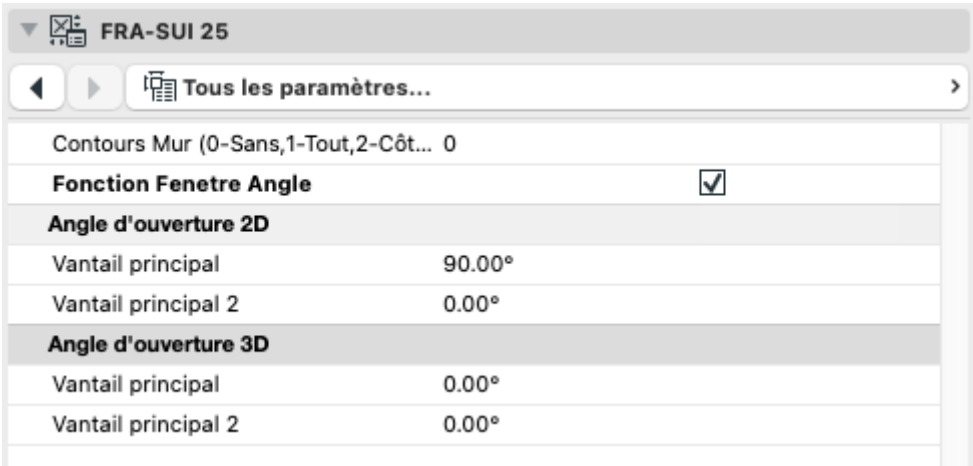 FRA-SUI 25
Tous les paramètres...
Contours Mur (0-Sans,1-Tout,2-Côt... 0
Fonction Fenetre Angle
Angle d'ouverture 2D
Vantail principal 90.00°
Vantail principal 2 0.00°
Angle d'ouverture 3D
Vantail principal 0.00°
Vantail principal 2 0.00°